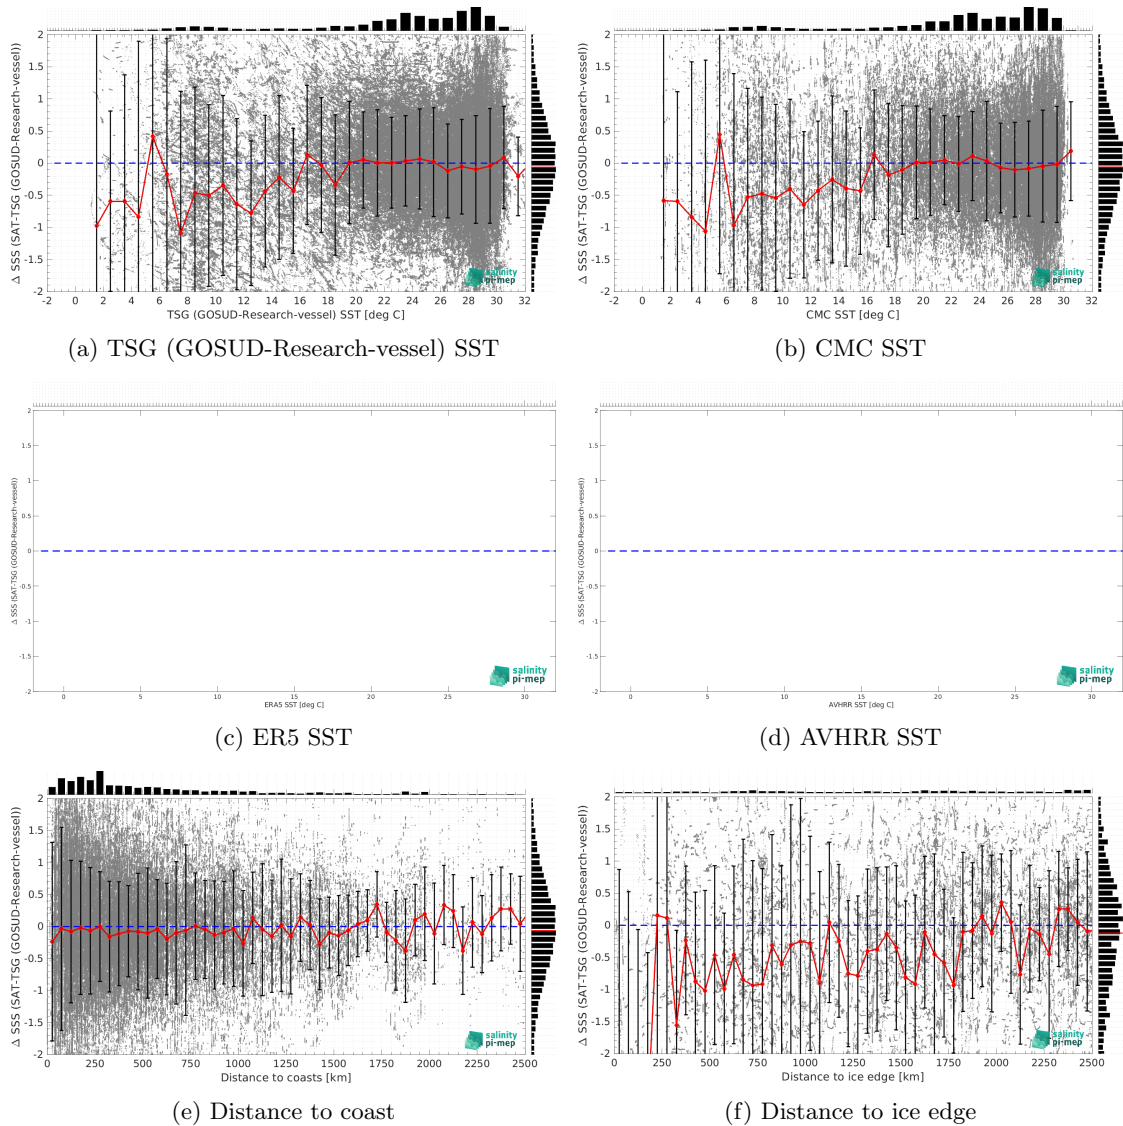 Δ SSS (SAT-TSG (GOSUD-Research-vessel))
2
1.5
1
0.5
0
-0.5
-1
-1.5
-2
-2 0 2 4 6 8 10 12 14 16 18 20 22 24 26 28 30 32
TSG (GOSUD-Research-vessel) SST [deg C]
salinity
pi-mep
(a) TSG (GOSUD-Research-vessel) SST
Δ SSS (SAT-TSG (GOSUD-Research-vessel))
2
1.5
1
0.5
0
-0.5
-1
-1.5
-2
-2 0 2 4 6 8 10 12 14 16 18 20 22 24 26 28 30 32
CMC SST [deg C]
salinity
pi-mep
(b) CMC SST
Δ SSS (SAT-TSG (GOSUD-Research-vessel))
2
1.5
1
0.5
0
-0.5
-1
-1.5
-2
0 5 10 15 20 25 30
ERA5 SST [deg C]
salinity
pi-mep
(c) ER5 SST
Δ SSS (SAT-TSG (GOSUD-Research-vessel))
2
1.5
1
0.5
0
-0.5
-1
-1.5
-2
0 5 10 15 20 25 30
AVHRR SST [deg C]
salinity
pi-mep
(d) AVHRR SST
Δ SSS (SAT-TSG (GOSUD-Research-vessel))
2
1.5
1
0.5
0
-0.5
-1
-1.5
-2
0 250 500 750 1000 1250 1500 1750 2000 2250 2500
Distance to coasts [km]
salinity
pi-mep
(e) Distance to coast
Δ SSS (SAT-TSG (GOSUD-Research-vessel))
2
1.5
1
0.5
0
-0.5
-1
-1.5
-2
0 250 500 750 1000 1250 1500 1750 2000 2250 2500
Distance to ice edge [km]
salinity
pi-mep
(f) Distance to ice edge